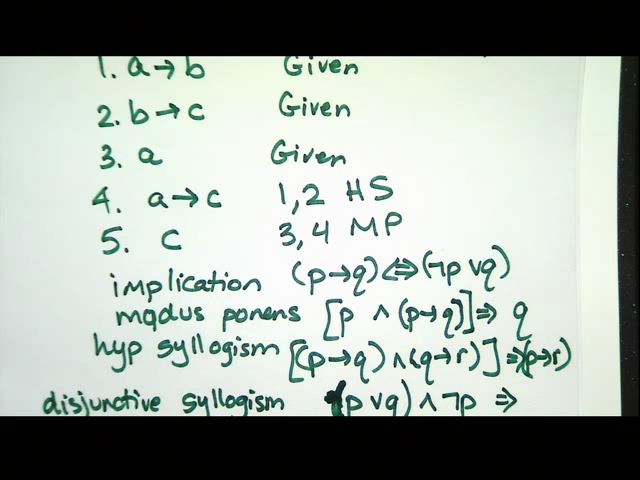 1. a → b Given
2. b → c Given
3. a Given
4. a → c 1, 2 HS
5. c 3, 4 MP
implication (p → q) ⇔ (¬p ∨ q)
modus ponens [p ∧ (p → q)] ⇒ q
hyp syllogism [(p → q) ∧ (q → r)] ⇒ (p → r)
disjunctive syllogism (p ∨ q) ∧ ¬p ⇒